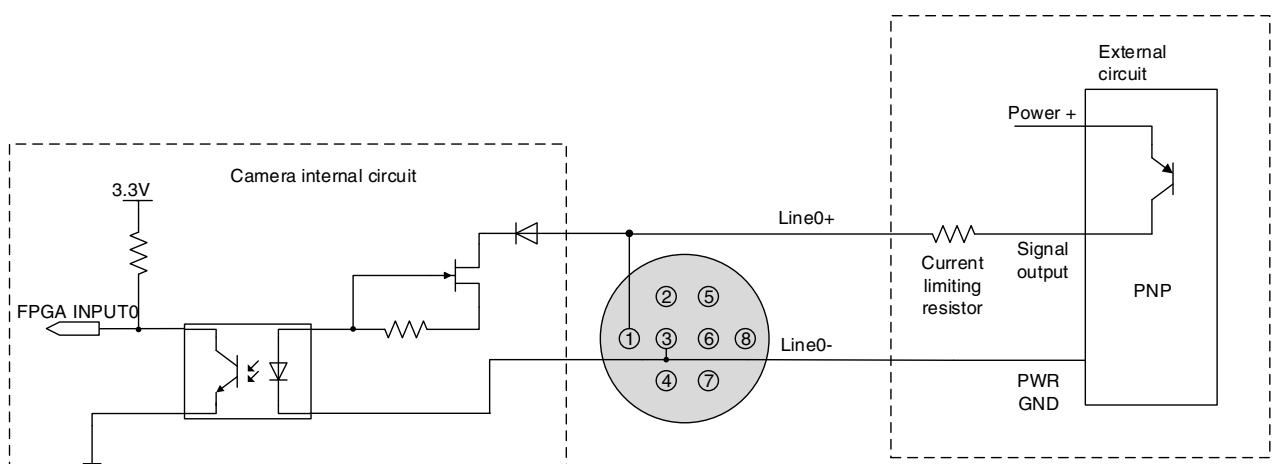 External
circuit
Power +
Camera internal circuit
3.3V
Line0+
Current
limiting
resistor
Signal
output
PNP
FPGA INPUT0
2
5
1
3
6
8
Line0-
4
7
PWR
GND